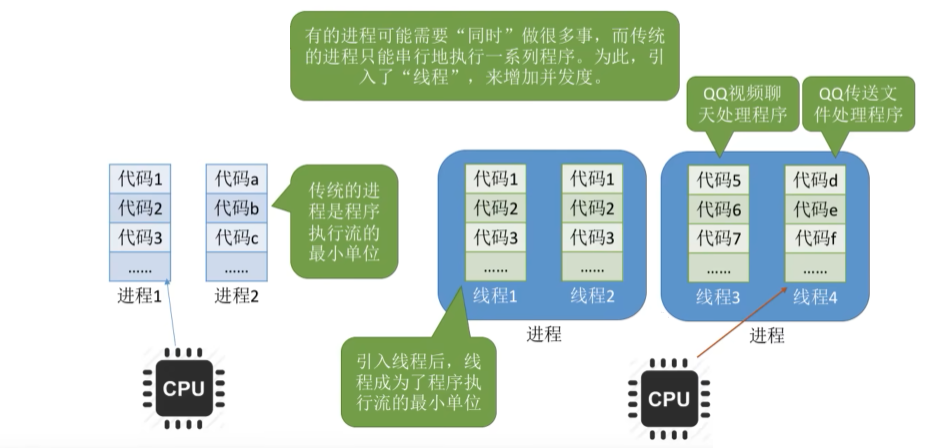 有的进程可能需要“同时”做很多事，而传统
的进程只能串行地执行一系列程序。为此，引
入了“线程”，来增加并发度。
QQ视频聊
天处理程序
QQ传送文
件处理程序
代码1
代码2
代码3
……
进程1
代码a
代码b
代码c
……
进程2
传统的进
程是程序
执行流的
最小单位
代码1
代码2
代码3
……
线程1
代码1
代码2
代码3
……
线程2
进程
代码5
代码6
代码7
……
线程3
代码d
代码e
代码f
……
线程4
进程
引入线程后，线
程成为了程序执
行流的最小单位
CPU
CPU